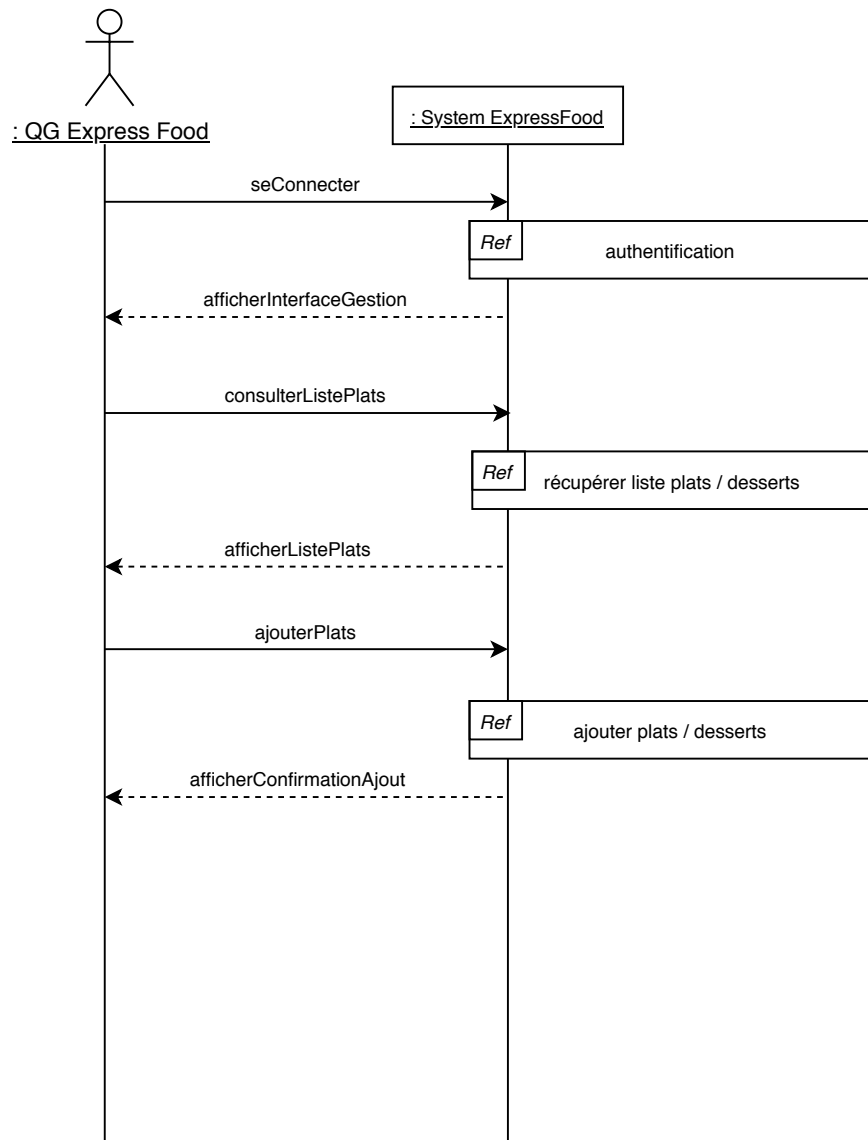 : QG Express Food
: System ExpressFood
seConnecter
Ref
authentification
afficherInterfaceGestion
consulterListePlats
Ref
récupérer liste plats / desserts
afficherListePlats
ajouterPlats
Ref
ajouter plats / desserts
afficherConfirmationAjout